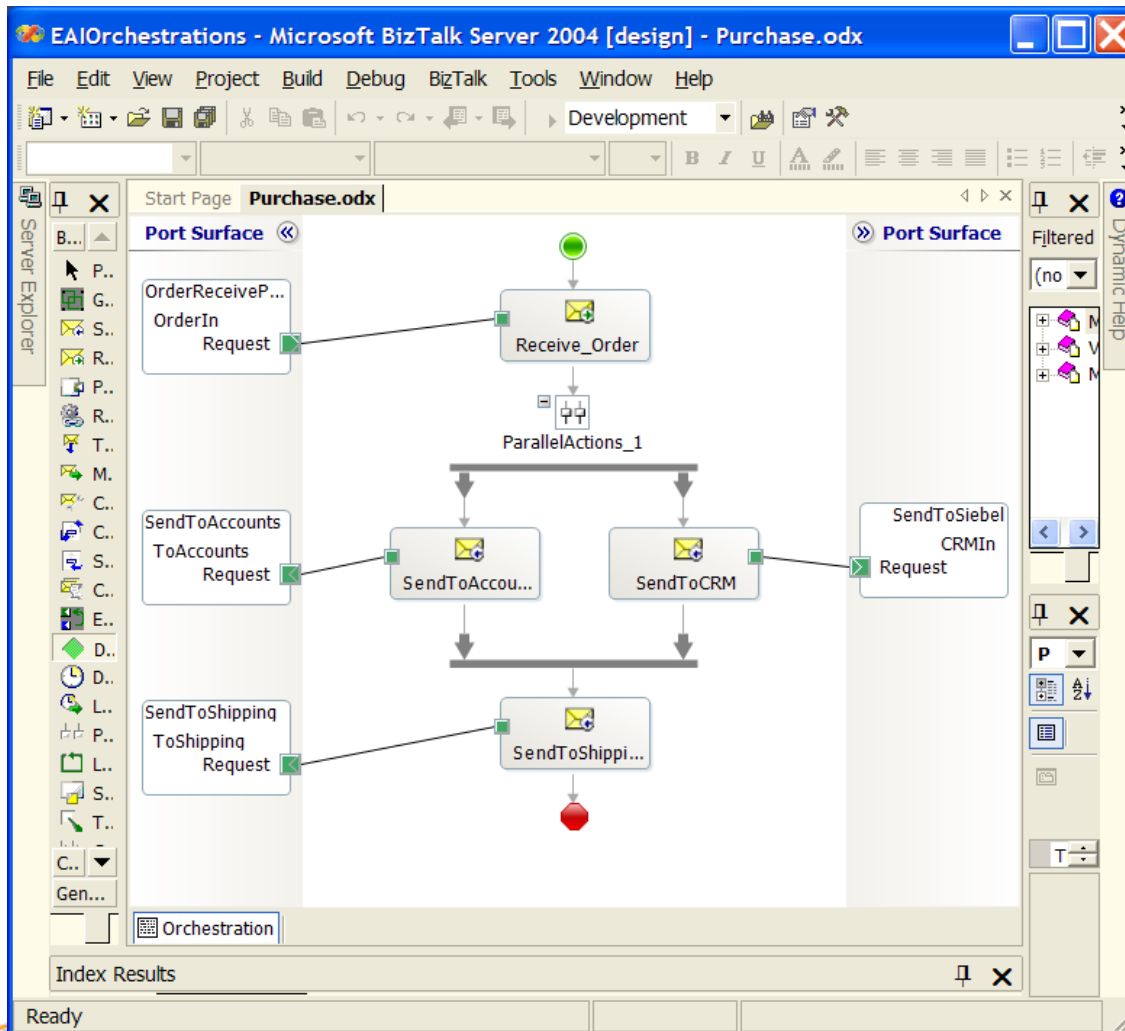 EAIOrchestrations - Microsoft BizTalk Server 2004 [design] - Purchase.odx
File Edit View Project Build Debug BizTalk Tools Window Help
Development
B I U
Server Explorer
B...
P..
G..
S..
R..
P..
R..
T..
M.
C..
C..
S..
C..
E..
D..
D..
L..
P..
L..
S..
T..
C..
Gen...
Start Page Purchase.odx
Port Surface
Port Surface
OrderReceiveP...
OrderIn
Request
Receive_Order
ParallelActions_1
SendToAccounts
ToAccounts
Request
SendToAccou...
SendToCRM
SendToSiebel
CRMIn
Request
SendToShipping
ToShipping
Request
SendToShippi...
Orchestration
Filtered
(no
M
V
M
P
T
Dynamic Help
Index Results
Ready